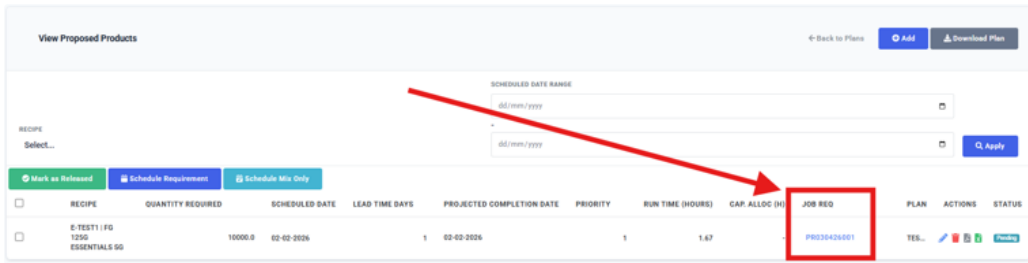 View Proposed Products
Back to Plans
Add
Download Plan
SCHEDULED DATE RANGE
dd/mm/yyyy
-
RECIPE
Select...
dd/mm/yyyy
Apply
Mark as Released
Schedule Requirement
Schedule Mix Only
RECIPE QUANTITY REQUIRED SCHEDULED DATE LEAD TIME DAYS PROJECTED COMPLETION DATE PRIORITY RUN TIME (HOURS) CAP. ALLOC (H) JOB REQ PLAN ACTIONS STATUS
E-TEST1 | FG
125G
ESSENTIALS SG
10000.0 02-02-2026 1 02-02-2026 1 1.67 - PR030426001 TES... Pending